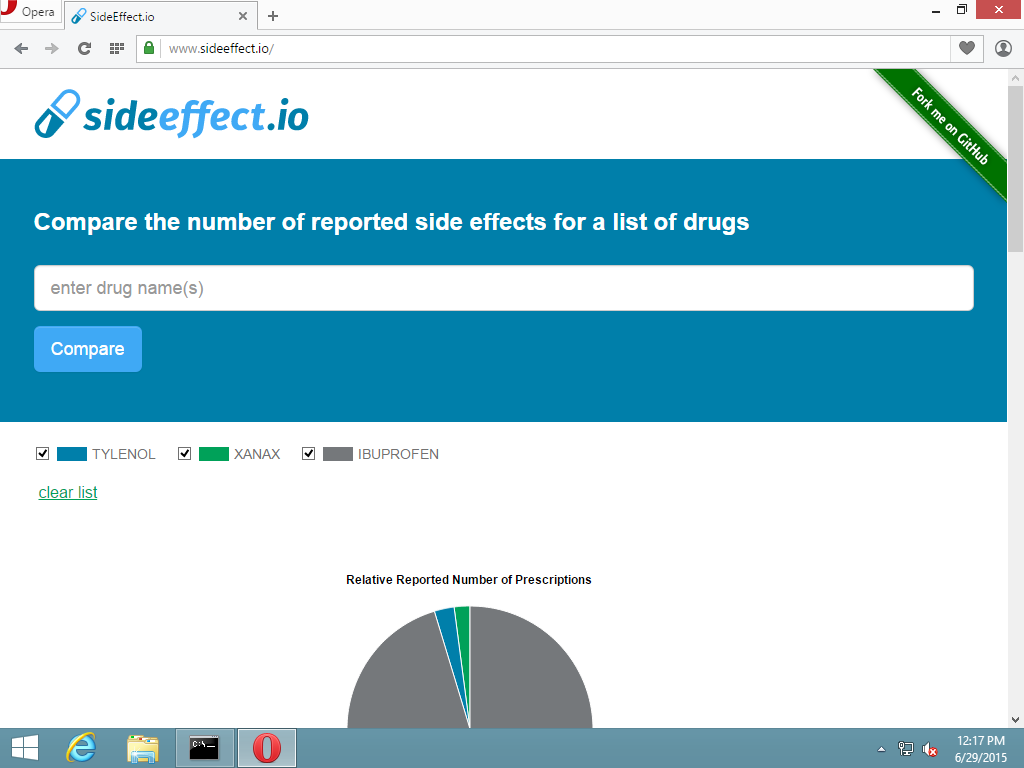 Opera
SideEffect.io
www.sideeffect.io/
sideeffect.io
Fork me on GitHub
Compare the number of reported side effects for a list of drugs
enter drug name(s)
Compare
TYLENOL XANAX IBUPROFEN
clear list
Relative Reported Number of Prescriptions
C:\._
12:17 PM
6/29/2015